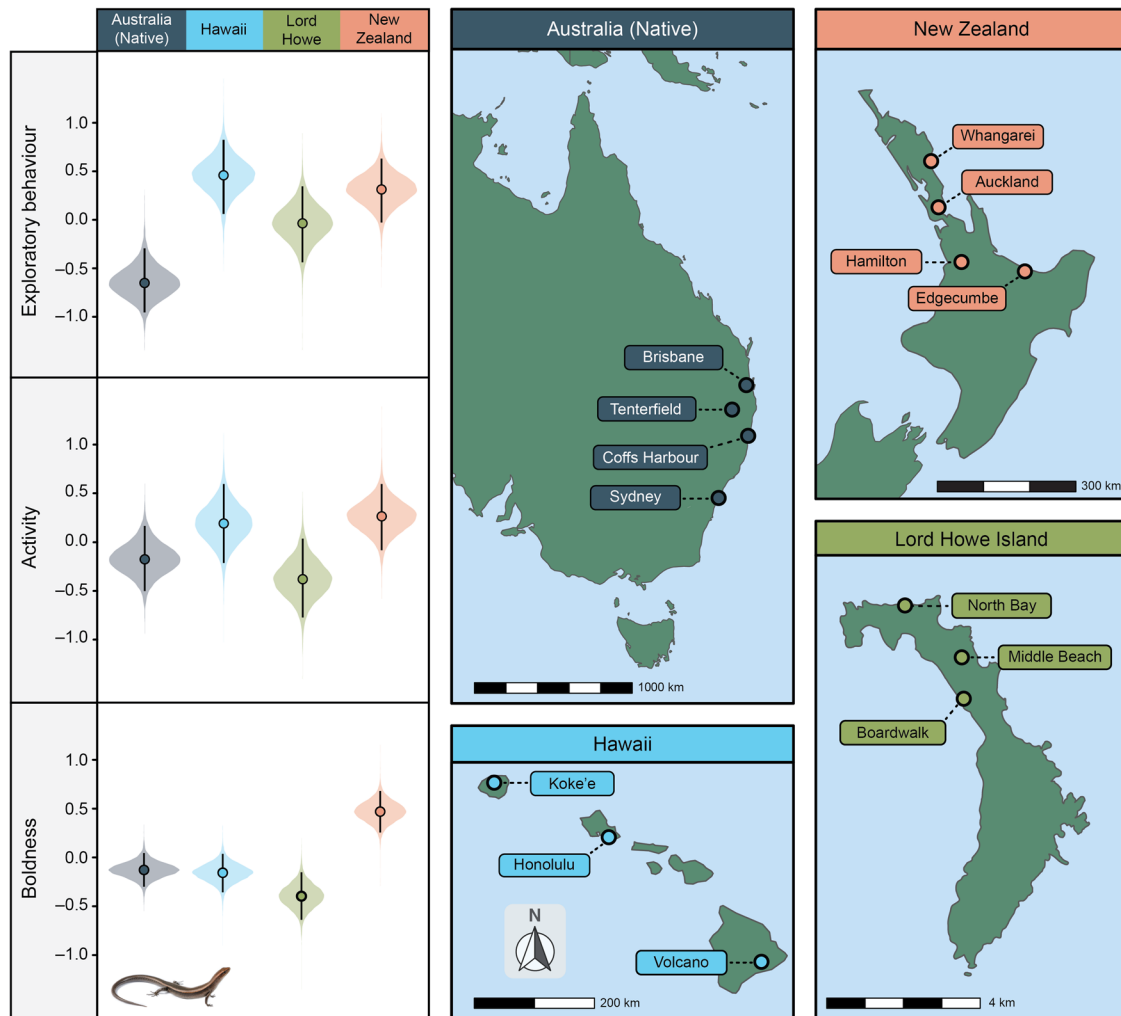 Australia
(Native)
Hawaii
Lord
Howe
New
Zealand
Exploratory behaviour
1.0
0.5
0.0
–0.5
–1.0
Activity
1.0
0.5
0.0
–0.5
–1.0
Boldness
1.0
0.5
0.0
–0.5
–1.0
Australia (Native)
Brisbane
Tenterfield
Coffs Harbour
Sydney
1000 km
Hawaii
Koke'e
Honolulu
N
Volcano
200 km
New Zealand
Whangarei
Auckland
Hamilton
Edgecumbe
300 km
Lord Howe Island
North Bay
Middle Beach
Boardwalk
4 km